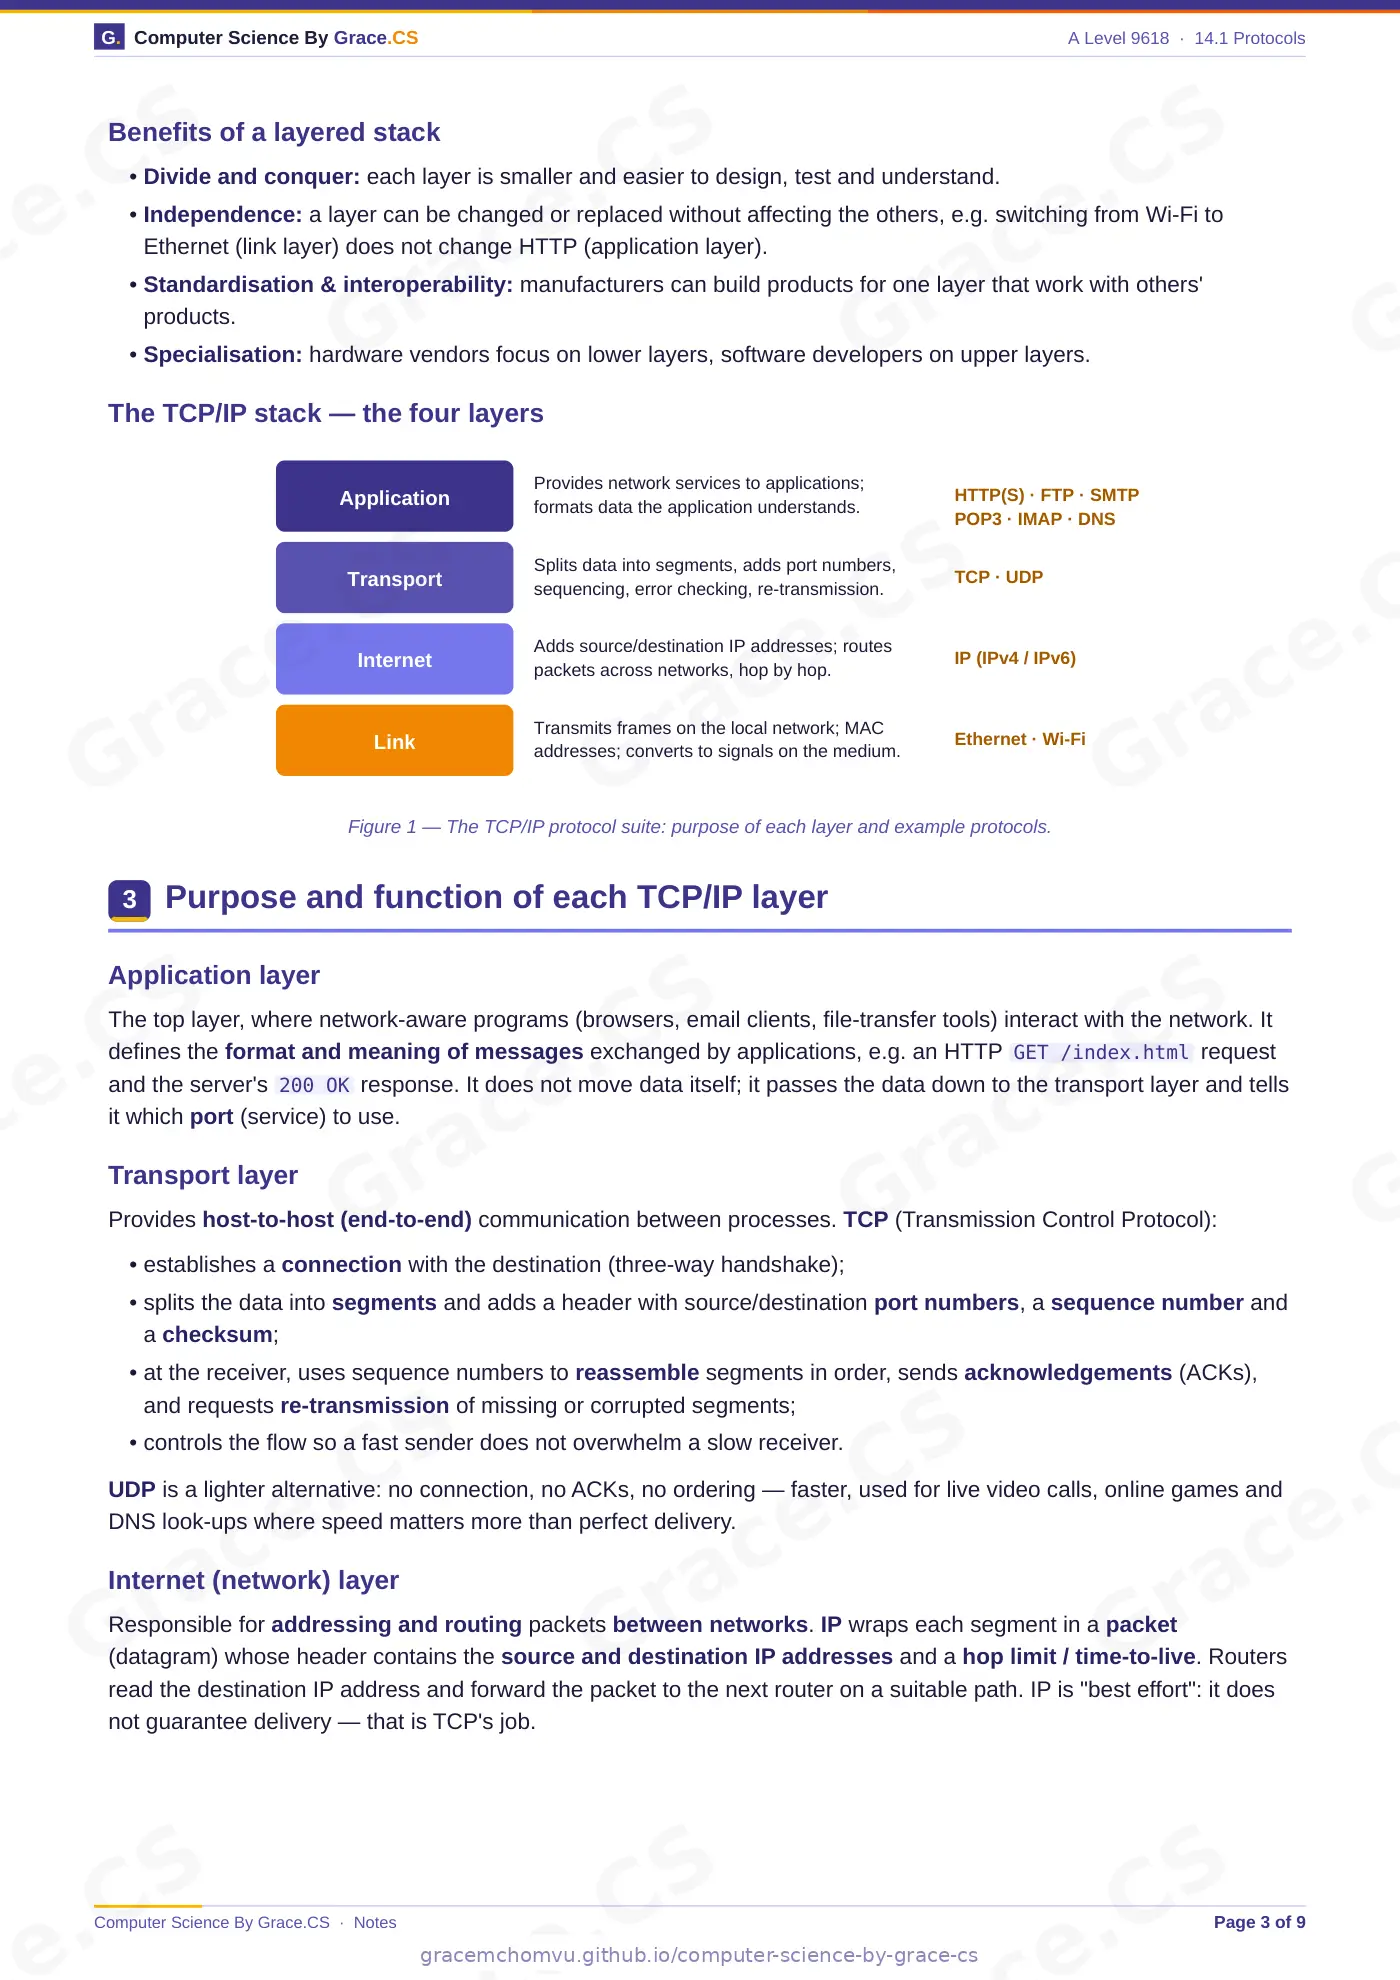 G. Computer Science By Grace.CS
A Level 9618 · 14.1 Protocols
Benefits of a layered stack
• Divide and conquer: each layer is smaller and easier to design, test and understand.
• Independence: a layer can be changed or replaced without affecting the others, e.g. switching from Wi-Fi to
Ethernet (link layer) does not change HTTP (application layer).
• Standardisation & interoperability: manufacturers can build products for one layer that work with others'
products.
• Specialisation: hardware vendors focus on lower layers, software developers on upper layers.
The TCP/IP stack — the four layers
Application
Provides network services to applications;
formats data the application understands.
HTTP(S) · FTP · SMTP
POP3 · IMAP · DNS
Transport
Splits data into segments, adds port numbers,
sequencing, error checking, re-transmission.
TCP · UDP
Internet
Adds source/destination IP addresses; routes
packets across networks, hop by hop.
IP (IPv4 / IPv6)
Link
Transmits frames on the local network; MAC
addresses; converts to signals on the medium.
Ethernet · Wi-Fi
Figure 1 — The TCP/IP protocol suite: purpose of each layer and example protocols.
3 Purpose and function of each TCP/IP layer
Application layer
The top layer, where network-aware programs (browsers, email clients, file-transfer tools) interact with the network. It
defines the format and meaning of messages exchanged by applications, e.g. an HTTP GET /index.html request
and the server's 200 OK response. It does not move data itself; it passes the data down to the transport layer and tells
it which port (service) to use.
Transport layer
Provides host-to-host (end-to-end) communication between processes. TCP (Transmission Control Protocol):
• establishes a connection with the destination (three-way handshake);
• splits the data into segments and adds a header with source/destination port numbers, a sequence number and
a checksum;
• at the receiver, uses sequence numbers to reassemble segments in order, sends acknowledgements (ACKs),
and requests re-transmission of missing or corrupted segments;
• controls the flow so a fast sender does not overwhelm a slow receiver.
UDP is a lighter alternative: no connection, no ACKs, no ordering — faster, used for live video calls, online games and
DNS look-ups where speed matters more than perfect delivery.
Internet (network) layer
Responsible for addressing and routing packets between networks. IP wraps each segment in a packet
(datagram) whose header contains the source and destination IP addresses and a hop limit / time-to-live. Routers
read the destination IP address and forward the packet to the next router on a suitable path. IP is "best effort": it does
not guarantee delivery — that is TCP's job.
Computer Science By Grace.CS · Notes
Page 3 of 9
gracemchomvu.github.io/computer-science-by-grace-cs